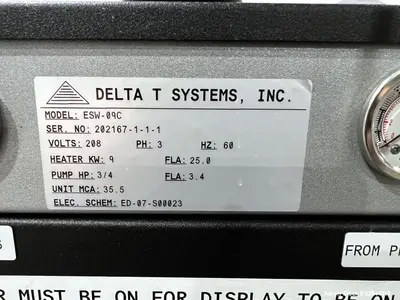 DELTA T SYSTEMS, INC.
MODEL: ESW-09C
SER. NO: 202167-1-1-1
VOLTS: 208 PH: 3 HZ: 60
HEATER KW: 9 FLA: 25.0
PUMP HP: 3/4 FLA: 3.4
UNIT MCA: 35.5
ELEC. SCHEM: ED-07-S00023
FROM
MUST BE ON FOR DISPLAY TO BE ON